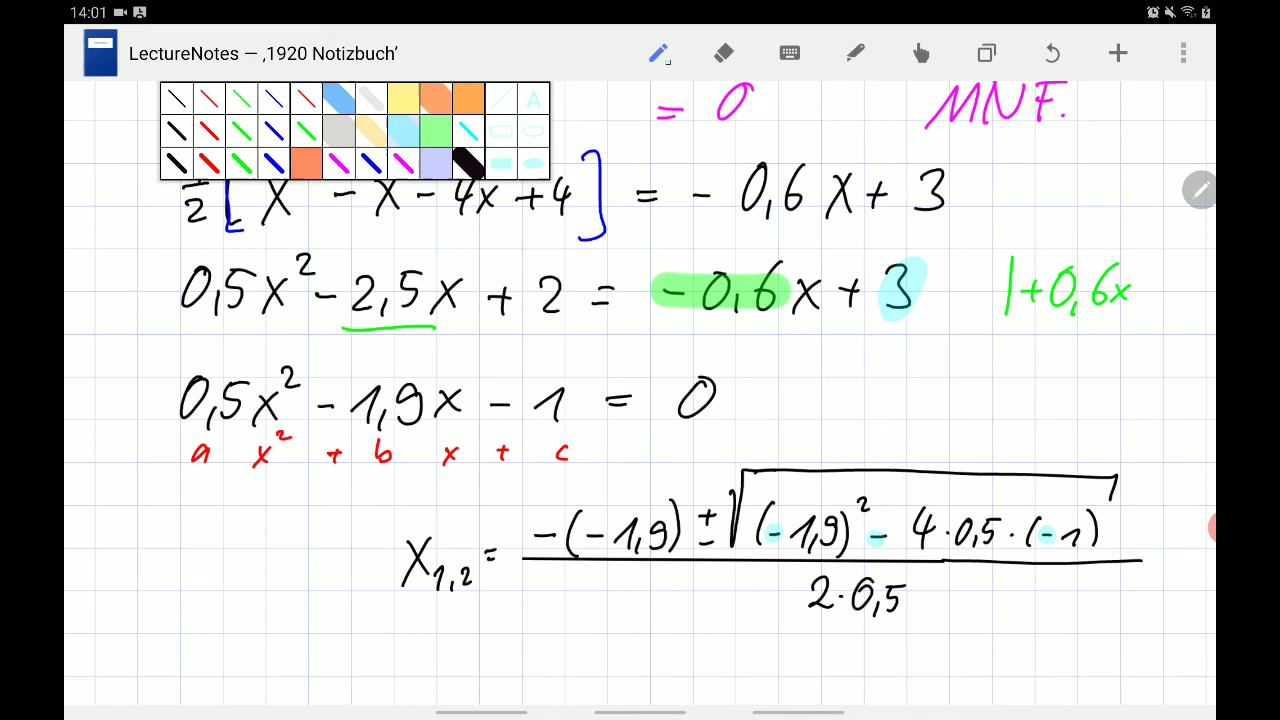 14:01
LectureNotes — ‚1920 Notizbuch‘
A
= 0 MNF.
1/2 [x - x - 4x + 4] = - 0,6x + 3
0,5x² - 2,5x + 2 = - 0,6x + 3 |+0,6x
0,5x² - 1,9x - 1 = 0
a x² + b x + c
x₁,₂ = (-(-1,9) ± √((-1,9)² - 4·0,5·(-1))) / (2·0,5)